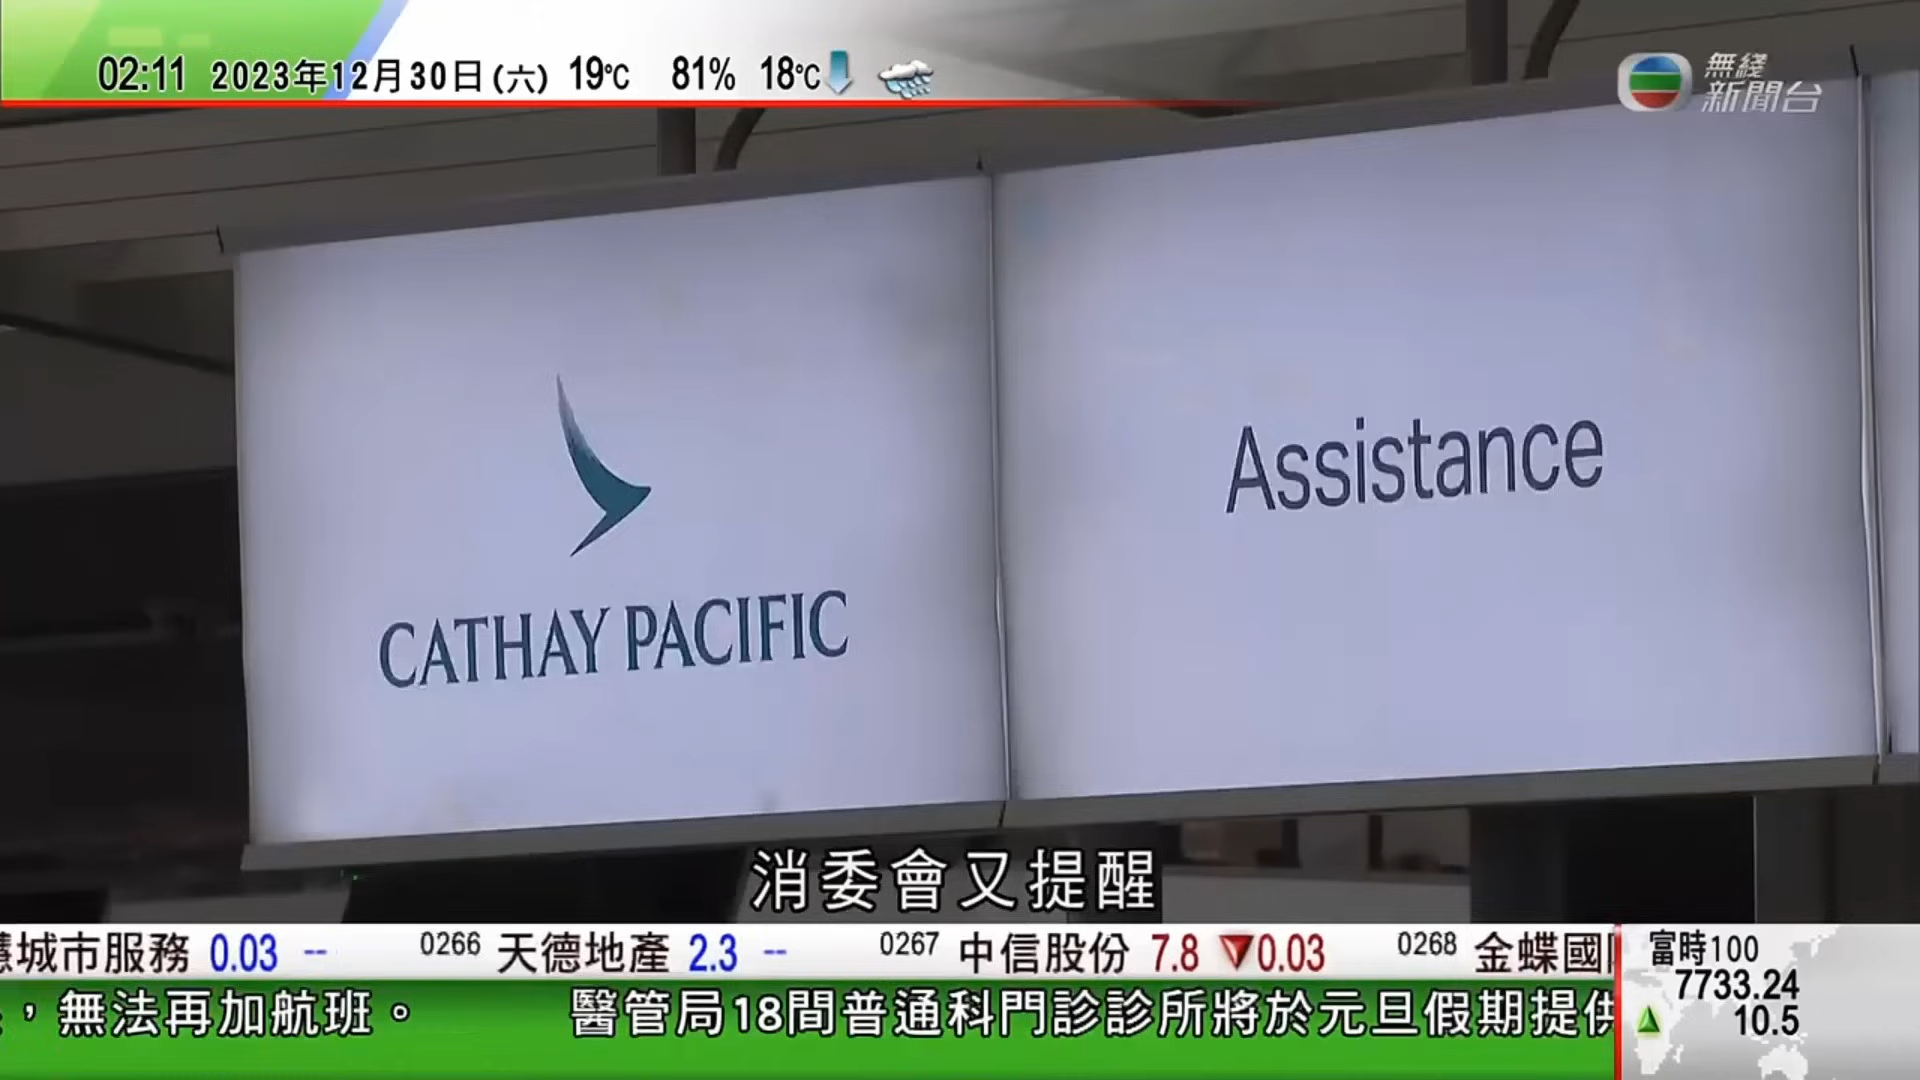 02:11 2023年12月30日(六) 19℃ 81% 18℃
無綫
新聞台
CATHAY PACIFIC
Assistance
消委會又提醒
城市服務 0.03 -- 0266 天德地產 2.3 -- 0267 中信股份 7.8 ▼0.03 0268 金蝶國
，無法再加航班。 醫管局18間普通科門診診所將於元旦假期提供
富時100
7733.24
▲ 10.5